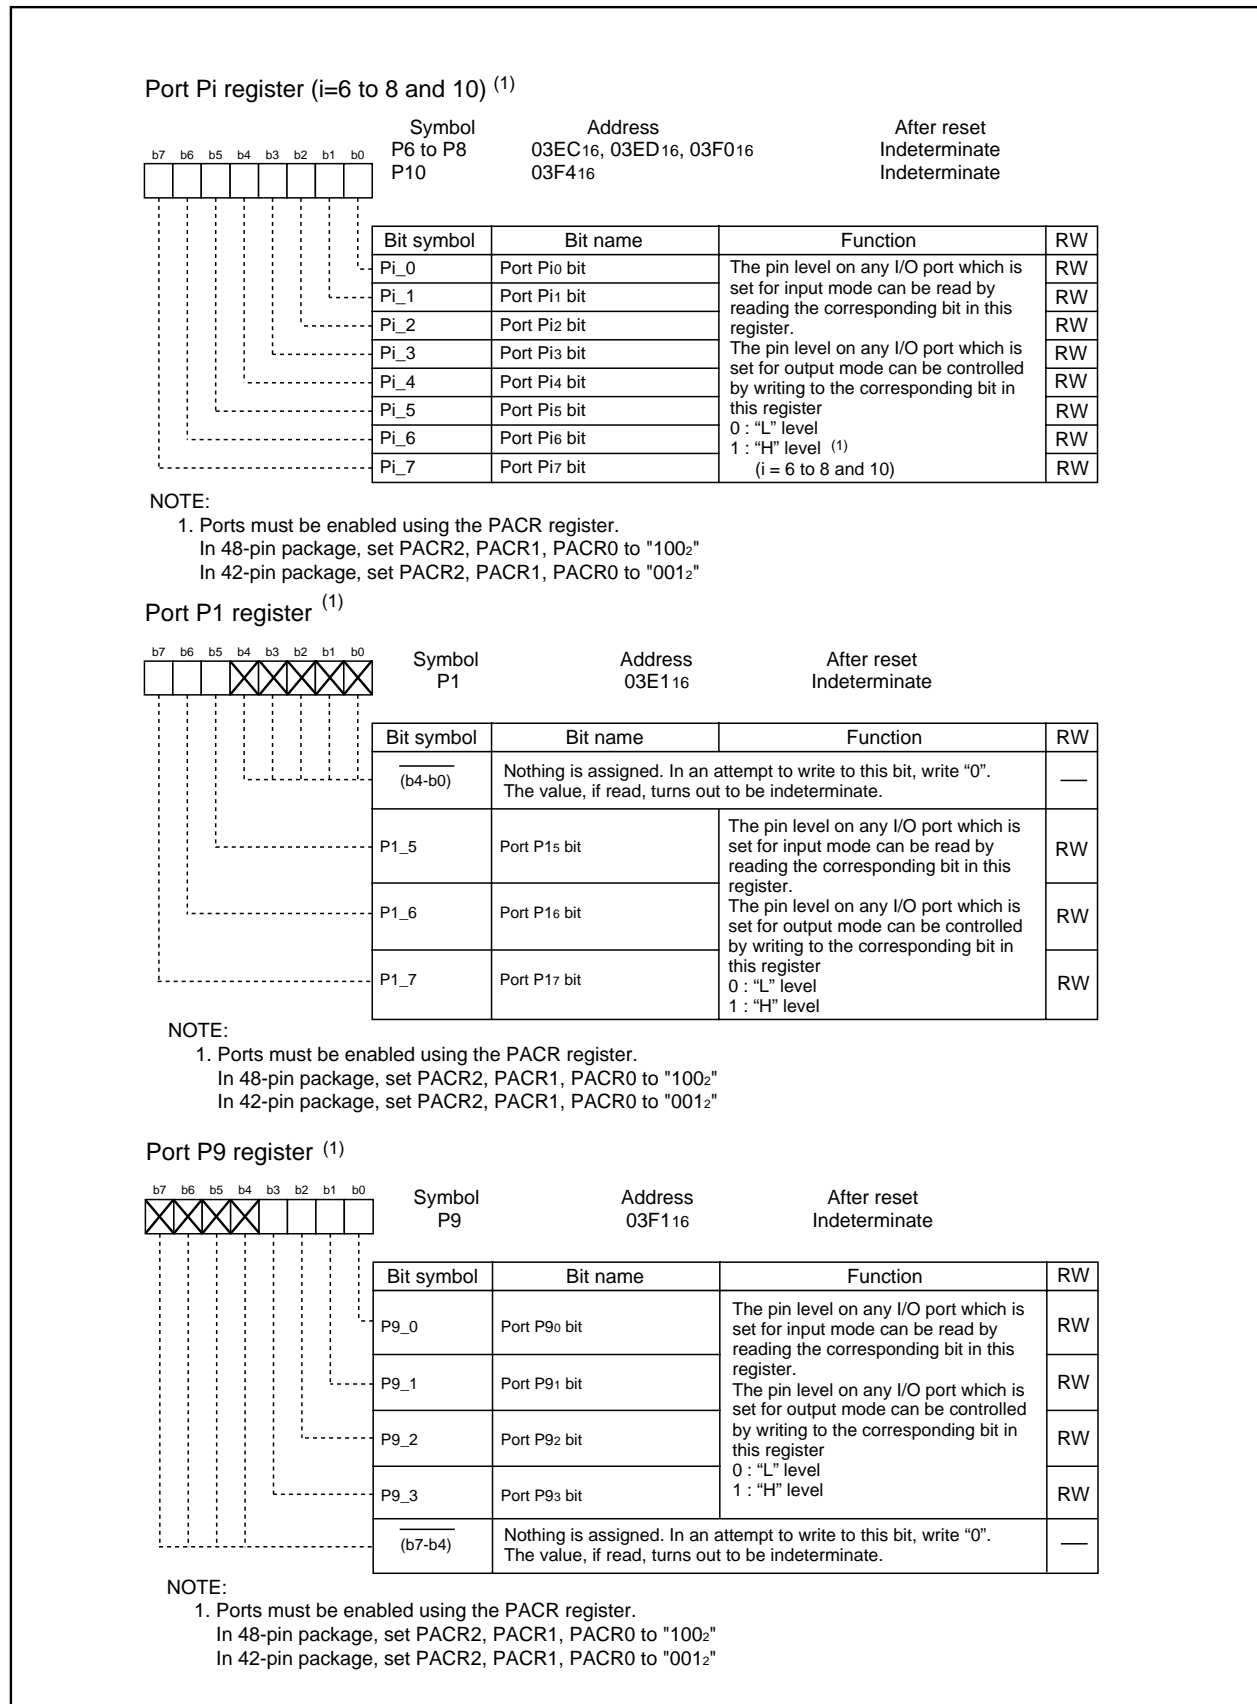 Port Pi register (i=6 to 8 and 10) (1)
Symbol Address After reset
b7 b6 b5 b4 b3 b2 b1 b0
P6 to P8 03EC16, 03ED16, 03F016 Indeterminate
P10 03F416 Indeterminate
Bit symbol Bit name Function RW
Pi_0 Port Pi0 bit The pin level on any I/O port which is RW
set for input mode can be read by
Pi_1 Port Pi1 bit reading the corresponding bit in this RW
Pi_2 Port Pi2 bit register. RW
Pi_3 Port Pi3 bit The pin level on any I/O port which is RW
set for output mode can be controlled
Pi_4 Port Pi4 bit by writing to the corresponding bit in RW
Pi_5 Port Pi5 bit this register RW
0 : “L” level
Pi_6 Port Pi6 bit 1 : “H” level (1) RW
Pi_7 Port Pi7 bit (i = 6 to 8 and 10) RW
NOTE:
1. Ports must be enabled using the PACR register.
In 48-pin package, set PACR2, PACR1, PACR0 to "1002"
In 42-pin package, set PACR2, PACR1, PACR0 to "0012"
Port P1 register (1)
b7 b6 b5 b4 b3 b2 b1 b0
Symbol Address After reset
P1 03E116 Indeterminate
Bit symbol Bit name Function RW
(b4-b0) Nothing is assigned. In an attempt to write to this bit, write “0”. —
The value, if read, turns out to be indeterminate.
The pin level on any I/O port which is
P1_5 Port P15 bit set for input mode can be read by RW
reading the corresponding bit in this
register.
P1_6 Port P16 bit The pin level on any I/O port which is RW
set for output mode can be controlled
by writing to the corresponding bit in
this register
P1_7 Port P17 bit 0 : “L” level RW
1 : “H” level
NOTE:
1. Ports must be enabled using the PACR register.
In 48-pin package, set PACR2, PACR1, PACR0 to "1002"
In 42-pin package, set PACR2, PACR1, PACR0 to "0012"
Port P9 register (1)
b7 b6 b5 b4 b3 b2 b1 b0
Symbol Address After reset
P9 03F116 Indeterminate
Bit symbol Bit name Function RW
The pin level on any I/O port which is
P9_0 Port P90 bit set for input mode can be read by RW
reading the corresponding bit in this
register.
P9_1 Port P91 bit The pin level on any I/O port which is RW
set for output mode can be controlled
P9_2 Port P92 bit by writing to the corresponding bit in RW
this register
0 : “L” level
P9_3 Port P93 bit 1 : “H” level RW
(b7-b4) Nothing is assigned. In an attempt to write to this bit, write “0”. —
The value, if read, turns out to be indeterminate.
NOTE:
1. Ports must be enabled using the PACR register.
In 48-pin package, set PACR2, PACR1, PACR0 to "1002"
In 42-pin package, set PACR2, PACR1, PACR0 to "0012"